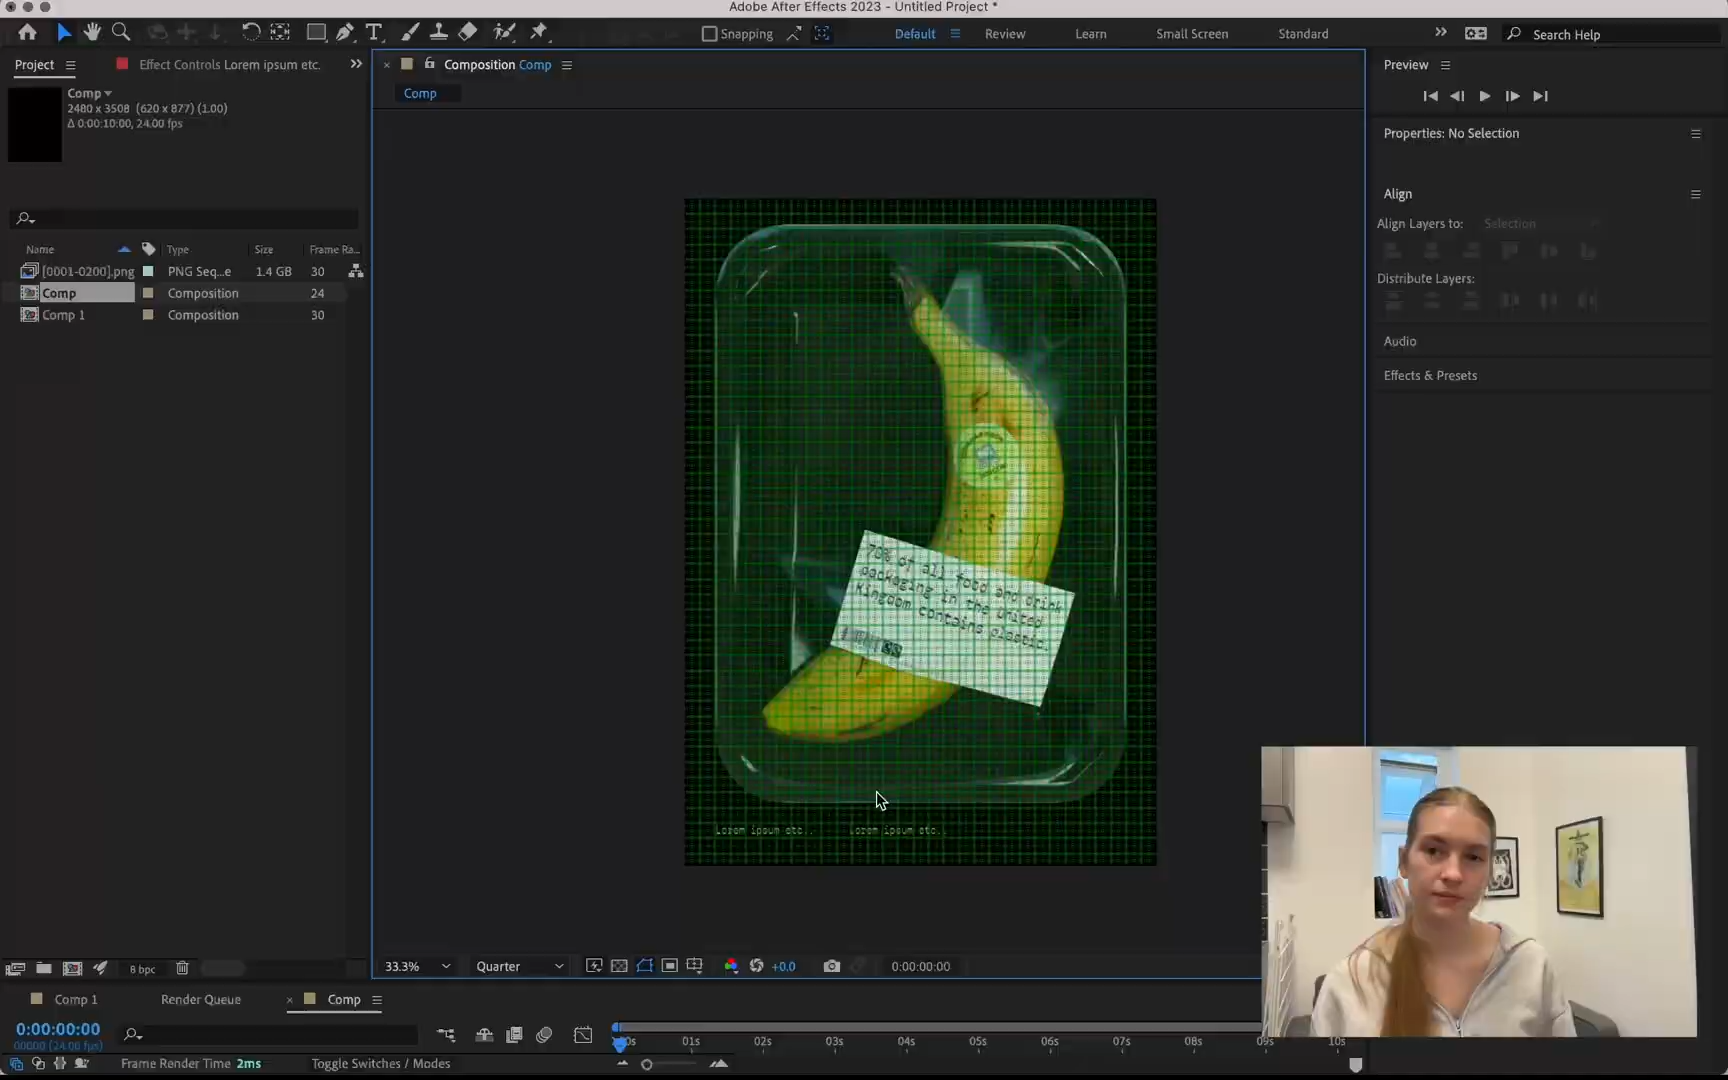 Adobe After Effects 2023 - Untitled Project *
Snapping
Default
Review
Learn
Small Screen
Standard
Search Help
Project
Effect Controls Lorem ipsum etc.
Composition Comp
Comp
Preview
Comp
2480 x 3508 (620 x 877) (1.00)
Δ 0:00:10:00, 24.00 fps
Properties: No Selection
Align
Align Layers to:
Selection
Distribute Layers:
Audio
Effects & Presets
Name
Type
Size
Frame Ra...
[0001-0200].png
PNG Seq...e
1.4 GB
30
Comp
Composition
24
Comp 1
Composition
30
70% of all food and drink
packaging in the United
Kingdom contains plastic.
Lorem ipsum etc..
Lorem ipsum etc..
8 bpc
33.3%
Quarter
+0.0
0:00:00:00
Comp 1
Render Queue
Comp
0:00:00:00
00000 (24.00 fps)
01s
02s
03s
04s
05s
06s
07s
08s
09s
10s
Frame Render Time 2ms
Toggle Switches / Modes